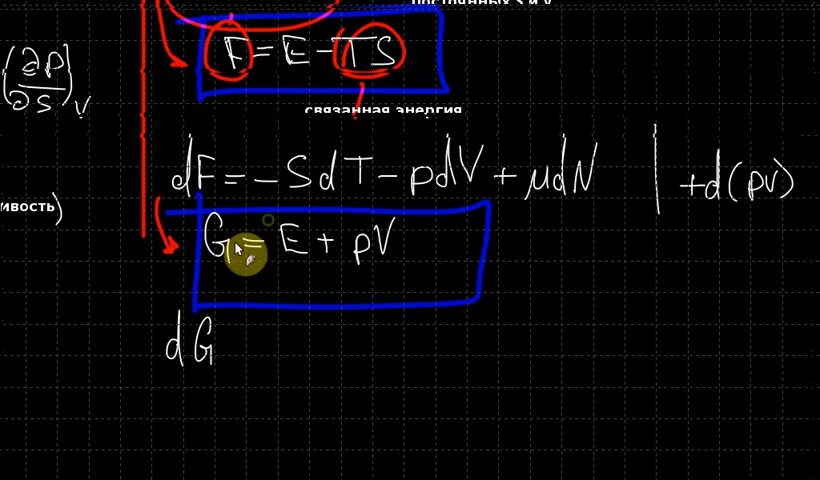 постоянных S и V
F = E - TS
(∂P/∂S)_V
связанная энергия
dF = - SdT - pdV + μdN | + d(pV)
ивость)
G = E + pV
dG